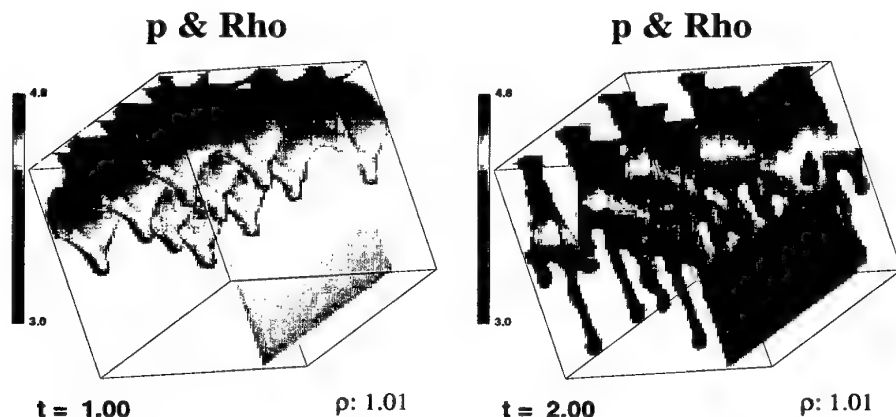 p & Rho
4.8
3.0
t = 1.00
ρ: 1.01
p & Rho
4.8
3.0
t = 2.00
ρ: 1.01